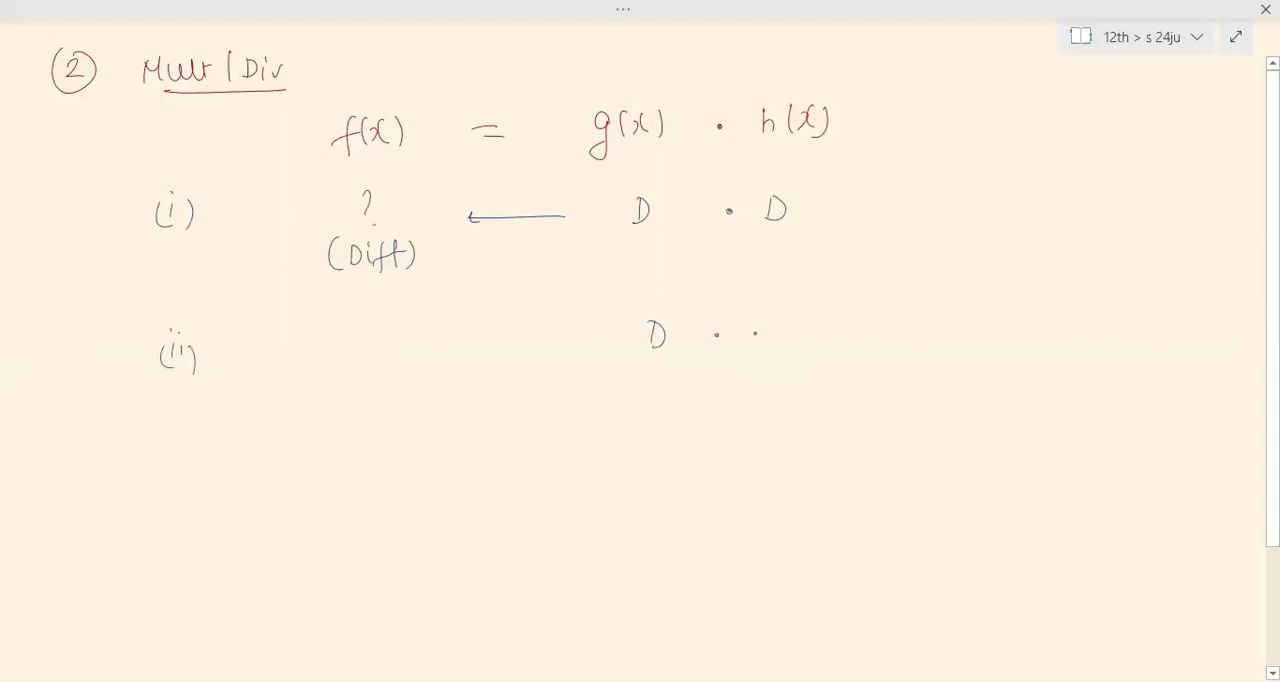 ...
12th > s 24ju
② Mult/Div
f(x) = g(x) · h(x)
(i) ? ← D · D
(Diff)
(ii) D · ·